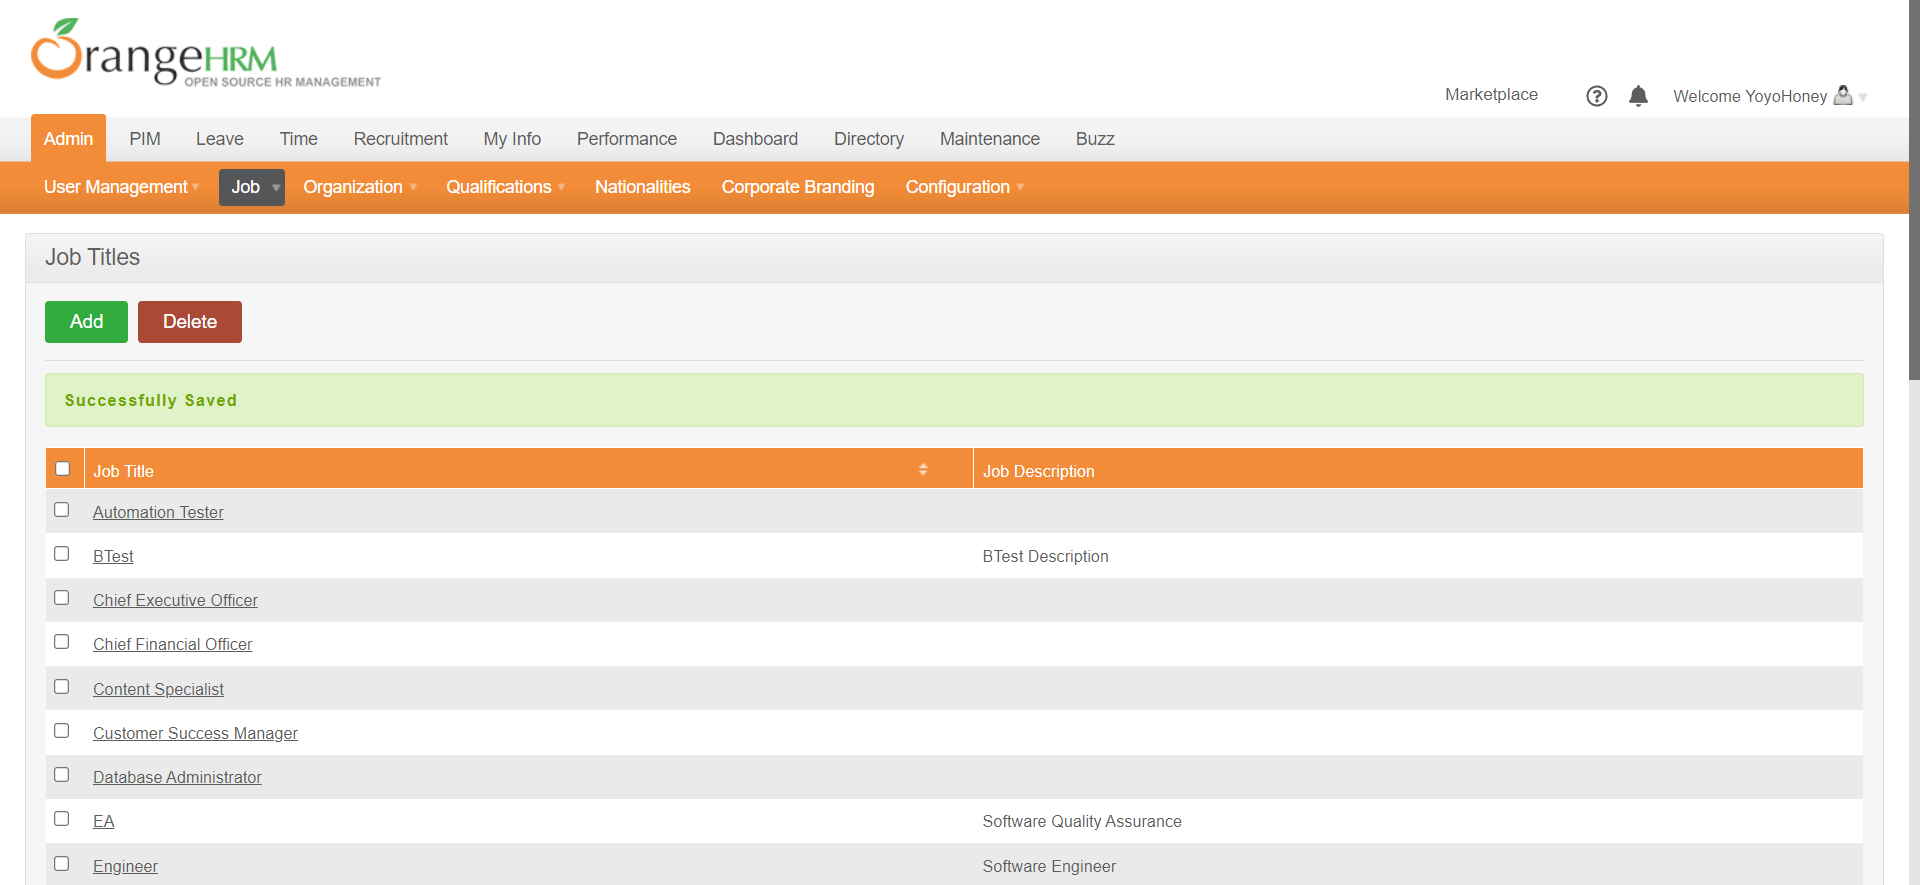 OrangeHRM
OPEN SOURCE HR MANAGEMENT
Marketplace
Welcome YoyoHoney
Admin PIM Leave Time Recruitment My Info Performance Dashboard Directory Maintenance Buzz
User Management Job Organization Qualifications Nationalities Corporate Branding Configuration
Job Titles
Add Delete
Successfully Saved
Job Title Job Description
Automation Tester
BTest BTest Description
Chief Executive Officer
Chief Financial Officer
Content Specialist
Customer Success Manager
Database Administrator
EA Software Quality Assurance
Engineer Software Engineer